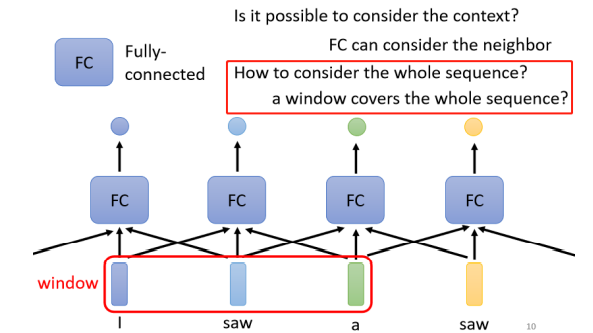 Is it possible to consider the context?
FC can consider the neighbor
FC
Fully-
connected
How to consider the whole sequence?
a window covers the whole sequence?
FC
FC
FC
FC
window
I
saw
a
saw
10